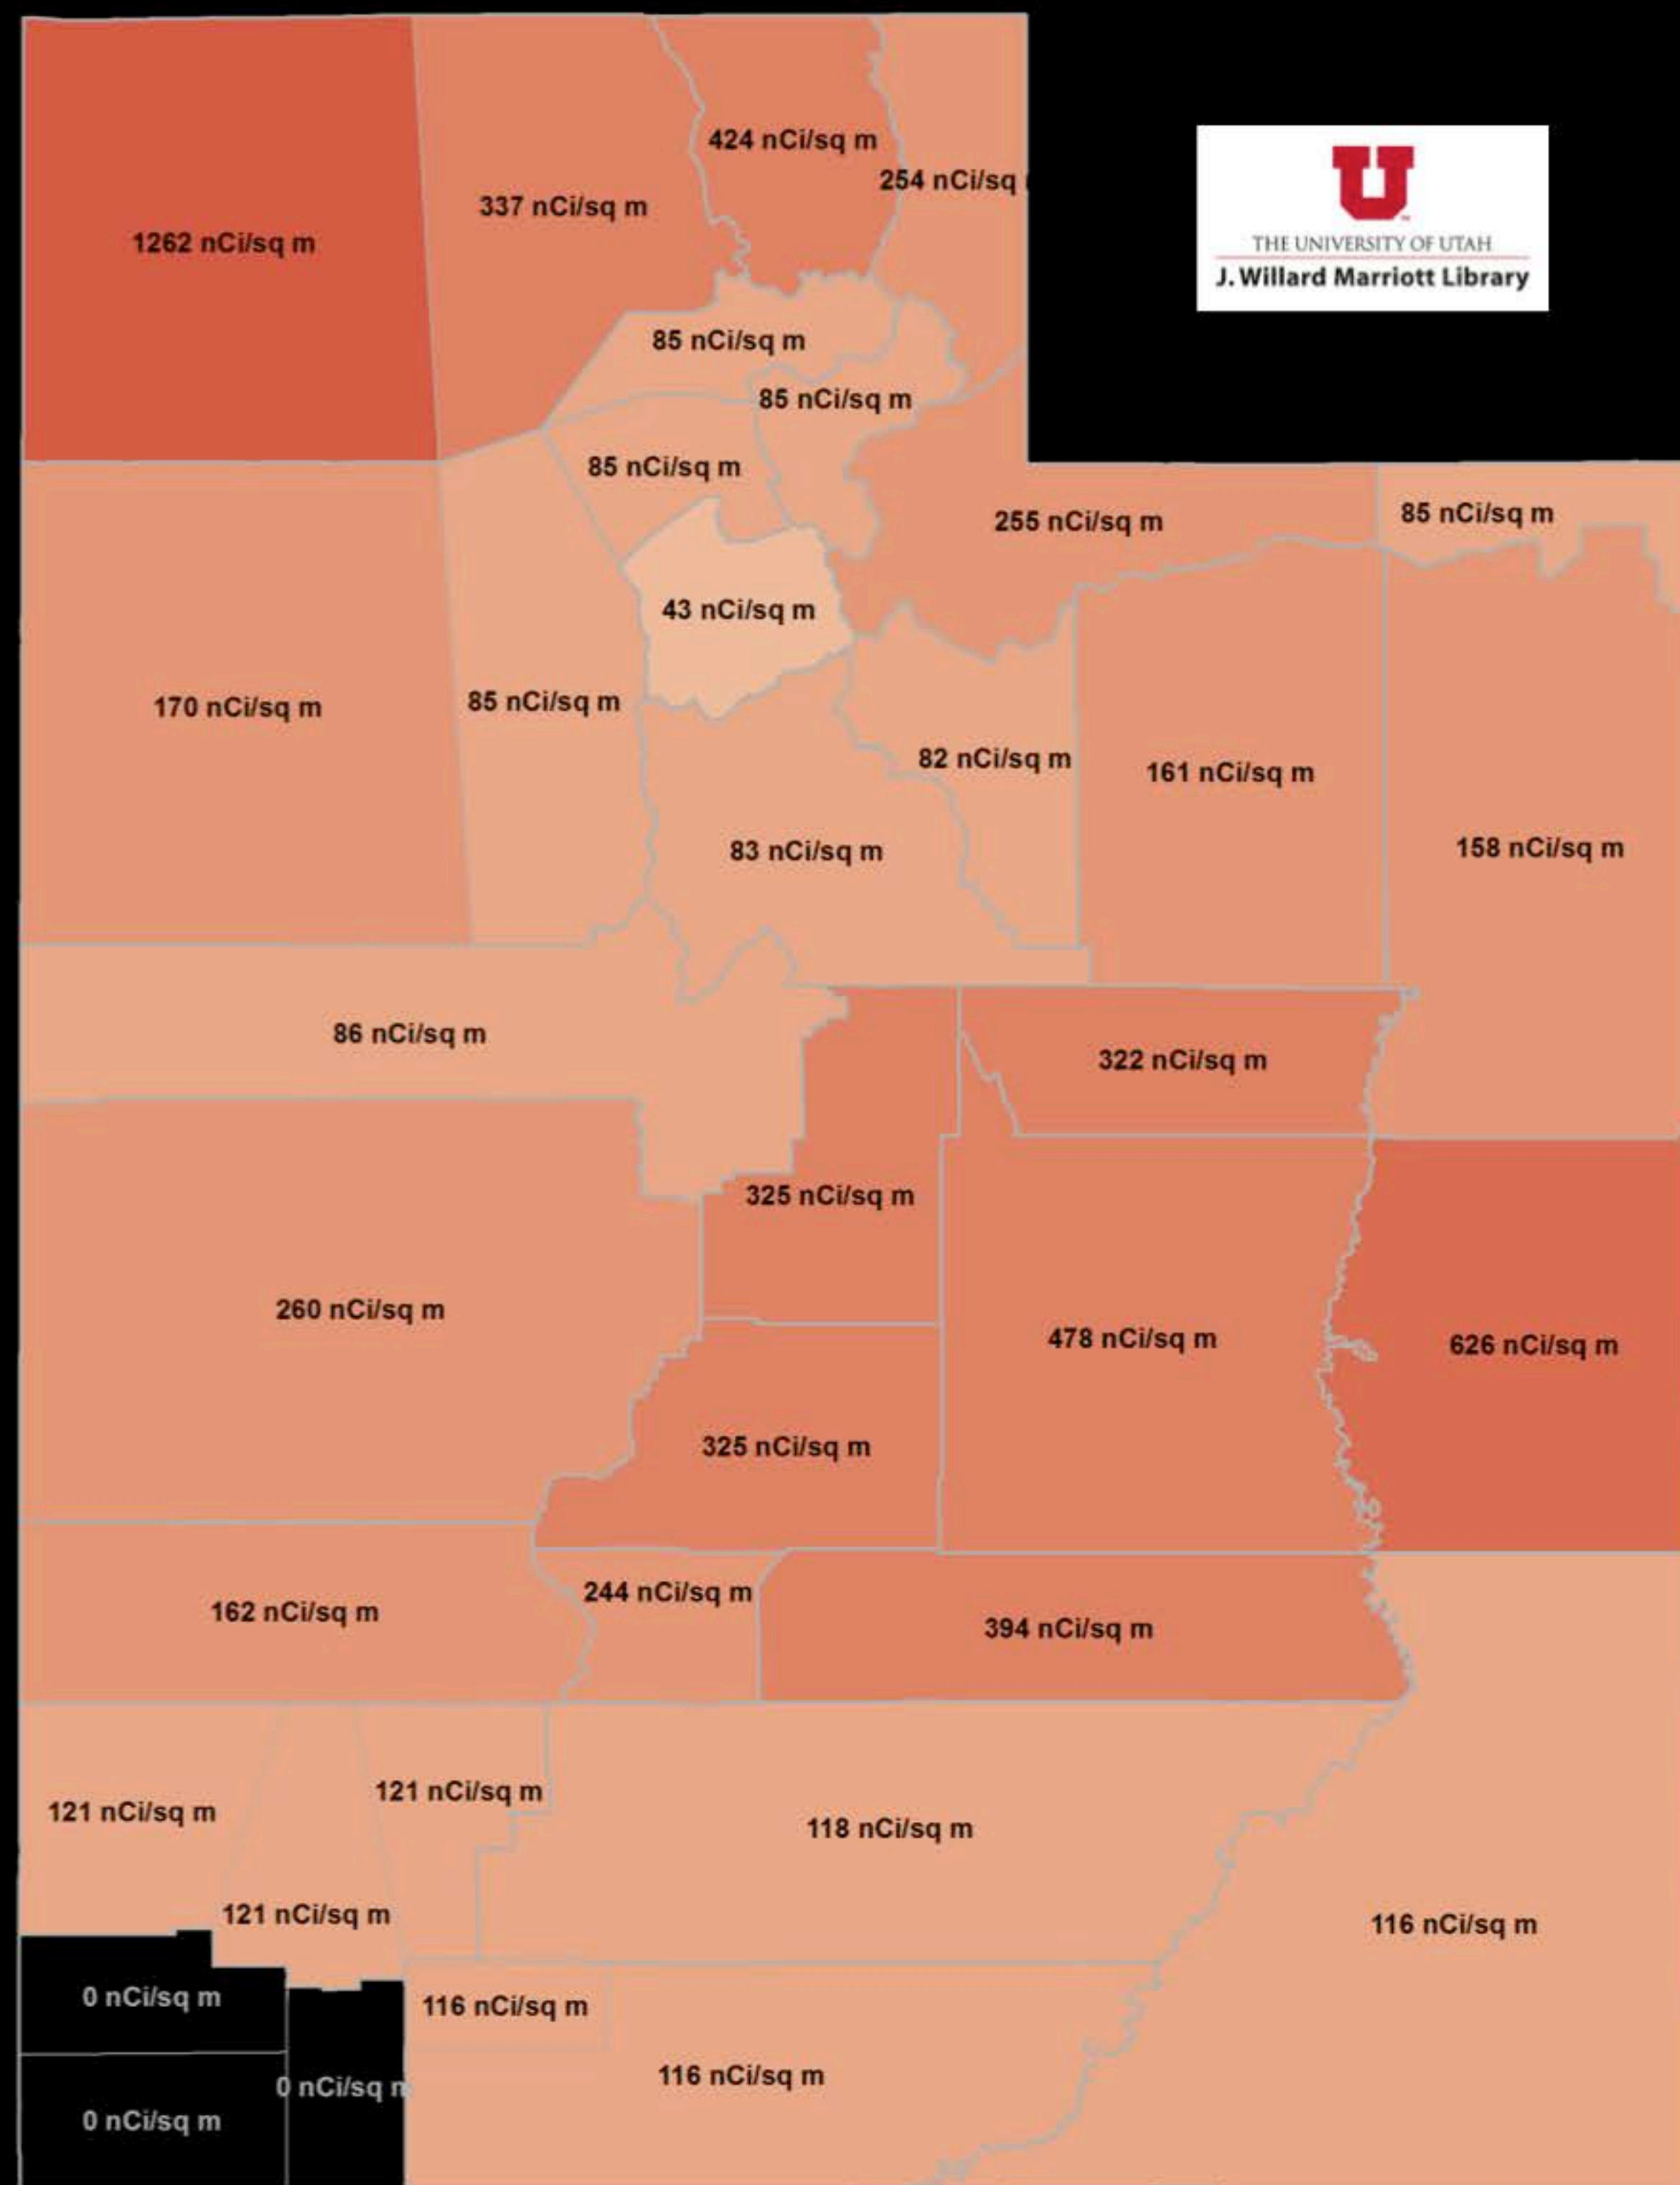 424 nCi/sq m
254 nCi/sq
337 nCi/sq m
1262 nCi/sq m
THE UNIVERSITY OF UTAH
J. Willard Marriott Library
85 nCi/sq m
85 nCi/sq m
85 nCi/sq m
255 nCi/sq m
85 nCi/sq m
43 nCi/sq m
170 nCi/sq m
85 nCi/sq m
82 nCi/sq m
161 nCi/sq m
83 nCi/sq m
158 nCi/sq m
86 nCi/sq m
322 nCi/sq m
325 nCi/sq m
260 nCi/sq m
478 nCi/sq m
626 nCi/sq m
325 nCi/sq m
244 nCi/sq m
162 nCi/sq m
394 nCi/sq m
121 nCi/sq m
121 nCi/sq m
118 nCi/sq m
121 nCi/sq m
116 nCi/sq m
0 nCi/sq m
116 nCi/sq m
116 nCi/sq m
0 nCi/sq m
0 nCi/sq m